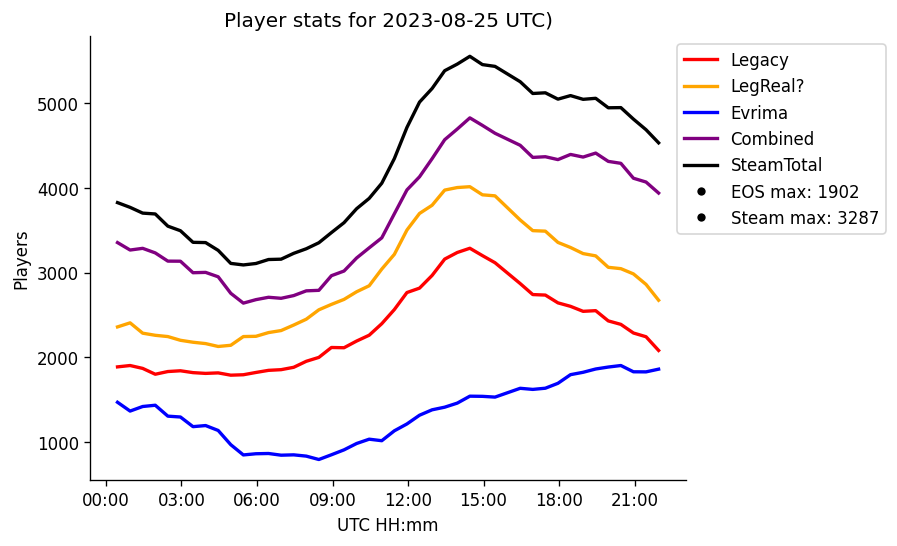 Player stats for 2023-08-25 UTC)
Legacy
LegReal?
Evrima
Combined
SteamTotal
EOS max: 1902
Steam max: 3287
Players
5000
4000
3000
2000
1000
00:00 03:00 06:00 09:00 12:00 15:00 18:00 21:00
UTC HH:mm